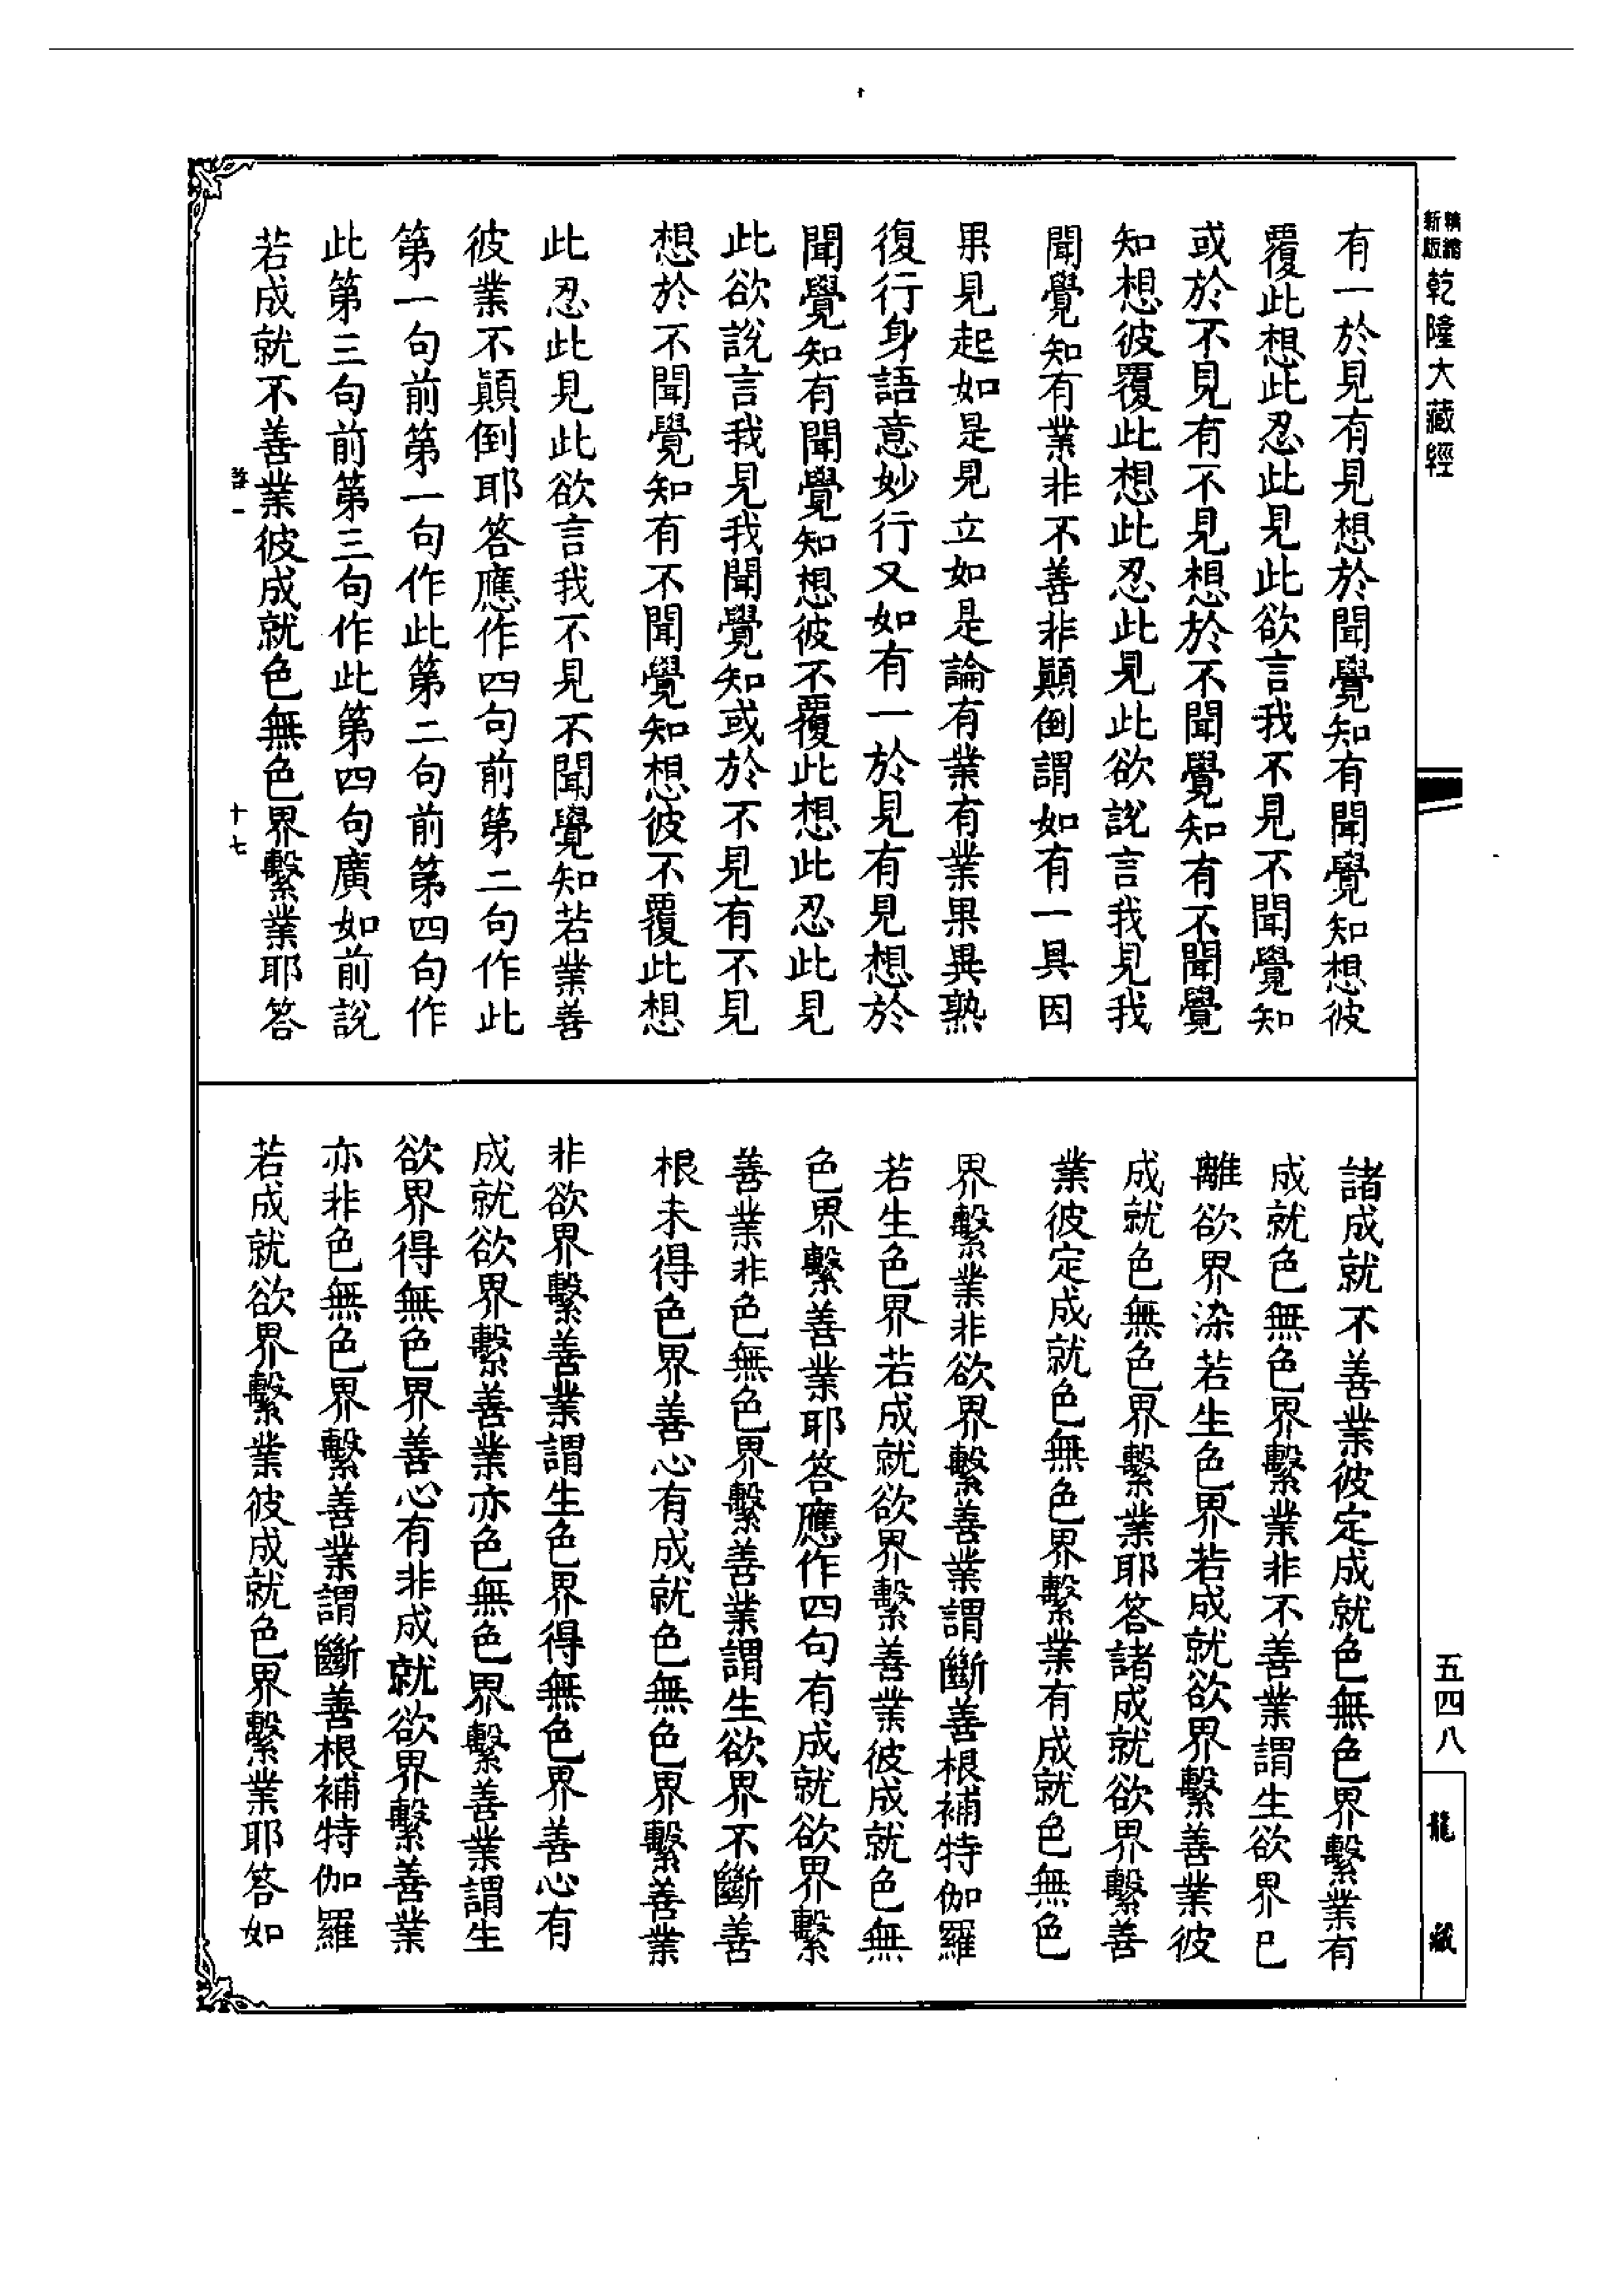 精縮
新版
乾隆大藏經
五四八
龍藏
有一於見有見想於聞覺知有聞覺知想彼
覆此想此忍此見此欲言我不見不聞覺知
或於不見有不見想於不聞覺知有不聞覺
知想彼覆此想此忍此見此欲說言我見我
聞覺知有業非不善非顛倒謂如有一具因
果見起如是見立如是論有業有業果異熟
復行身語意妙行又如有一於見有見想於
聞覺知有聞覺知想彼不覆此想此忍此見
此欲說言我見我聞覺知或於不見有不見
想於不聞覺知有不聞覺知想彼不覆此想
此忍此見此欲言我不見不聞覺知若業善
彼業不顛倒耶答應作四句前第二句作此
第一句前第一句作此第二句前第四句作
此第三句前第三句作此第四句廣如前說
若成就不善業彼成就色無色界繫業耶答
十七
諸成就不善業彼定成就色無色界繫業有
成就色無色界繫業非不善業謂生欲界已
離欲界染若生色界若成就欲界繫善業彼
成就色無色界繫業耶答諸成就欲界繫善
業彼定成就色無色界繫業有成就色無色
界繫業非欲界繫善業謂斷善根補特伽羅
若生色界若成就欲界繫善業彼成就色無
色界繫善業耶答應作四句有成就欲界繫
善業非色無色界繫善業謂生欲界不斷善
根未得色界善心有成就色無色界繫善業
非欲界繫善業謂生色界得無色界善心有
成就欲界繫善業亦色無色界繫善業謂生
欲界得無色界善心有非成就欲界繫善業
亦非色無色界繫善業謂斷善根補特伽羅
若成就欲界繫業彼成就色界繫業耶答如